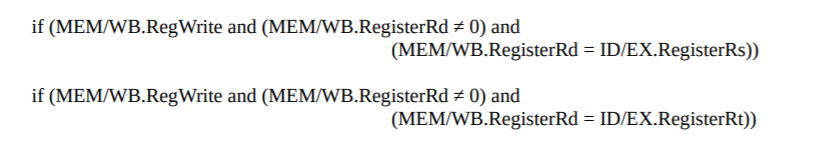 if (MEM/WB.RegWrite and (MEM/WB.RegisterRd ≠ 0) and
(MEM/WB.RegisterRd = ID/EX.RegisterRs))
if (MEM/WB.RegWrite and (MEM/WB.RegisterRd ≠ 0) and
(MEM/WB.RegisterRd = ID/EX.RegisterRt))